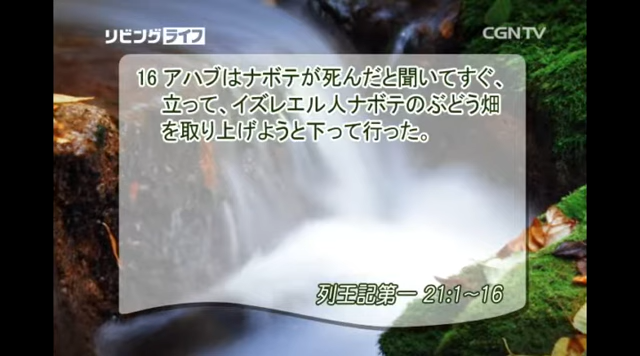 リビングライフ
CGNTV
16 アハブはナボテが死んだと聞いてすぐ、
立って、イズレエル人ナボテのぶどう畑
を取り上げようと下って行った。
列王記第一 21:1～16